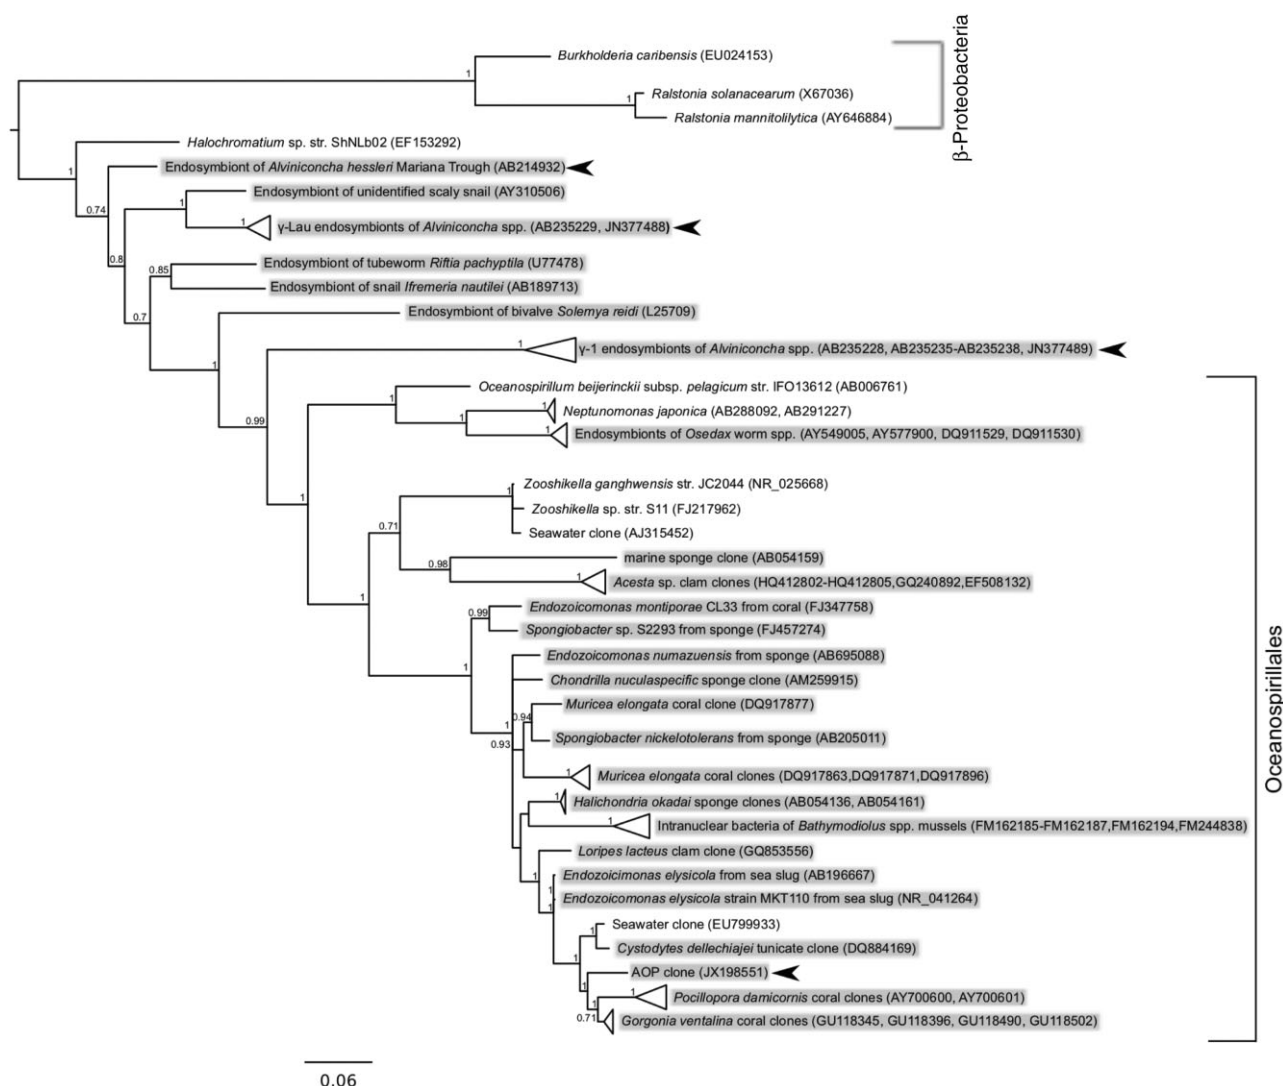 Burkholderia caribensis (EU024153)
1
Ralstonia solanacearum (X67036)
1
Ralstonia mannitolilytica (AY646884)
β-Proteobacteria
Halochromatium sp. str. ShNLb02 (EF153292)
1
Endosymbiont of Alviniconcha hessleri Mariana Trough (AB214932)
Endosymbiont of unidentified scaly snail (AY310506)
0.74
1
1
γ-Lau endosymbionts of Alviniconcha spp. (AB235229, JN377488)
0.8
Endosymbiont of tubeworm Riftia pachyptila (U77478)
0.85
Endosymbiont of snail Ifremeria nautilei (AB189713)
0.7
Endosymbiont of bivalve Solemya reidi (L25709)
1
1
γ-1 endosymbionts of Alviniconcha spp. (AB235228, AB235235-AB235238, JN377489)
Oceanospirillum beijerinckii subsp. pelagicum str. IFO13612 (AB006761)
1
1
Neptunomonas japonica (AB288092, AB291227)
0.99
1
1
Endosymbionts of Osedax worm spp. (AY549005, AY577900, DQ911529, DQ911530)
Zooshikella ganghwensis str. JC2044 (NR_025668)
1
1
Zooshikella sp. str. S11 (FJ217962)
0.71
Seawater clone (AJ315452)
marine sponge clone (AB054159)
0.98
1
Acesta sp. clam clones (HQ412802-HQ412805,GQ240892,EF508132)
1
Endozoicomonas montiporae CL33 from coral (FJ347758)
0.99
Spongiobacter sp. S2293 from sponge (FJ457274)
Endozoicomonas numazuensis from sponge (AB695088)
1
Chondrilla nuculaspecific sponge clone (AM259915)
Muricea elongata coral clone (DQ917877)
0.94
1
Spongiobacter nickelotolerans from sponge (AB205011)
0.93
1
Muricea elongata coral clones (DQ917863,DQ917871,DQ917896)
1
Halichondria okadai sponge clones (AB054136, AB054161)
1
Intranuclear bacteria of Bathymodiolus spp. mussels (FM162185-FM162187,FM162194,FM244838)
Loripes lacteus clam clone (GQ853556)
1
Endozoicimonas elysicola from sea slug (AB196667)
1
Endozoicomonas elysicola strain MKT110 from sea slug (NR_041264)
1
Seawater clone (EU799933)
1
Cystodytes dellechiajei tunicate clone (DQ884169)
1
AOP clone (JX198551)
1
1
Pocillopora damicornis coral clones (AY700600, AY700601)
1
0.71
Gorgonia ventalina coral clones (GU118345, GU118396, GU118490, GU118502)
Oceanospirillales
0.06